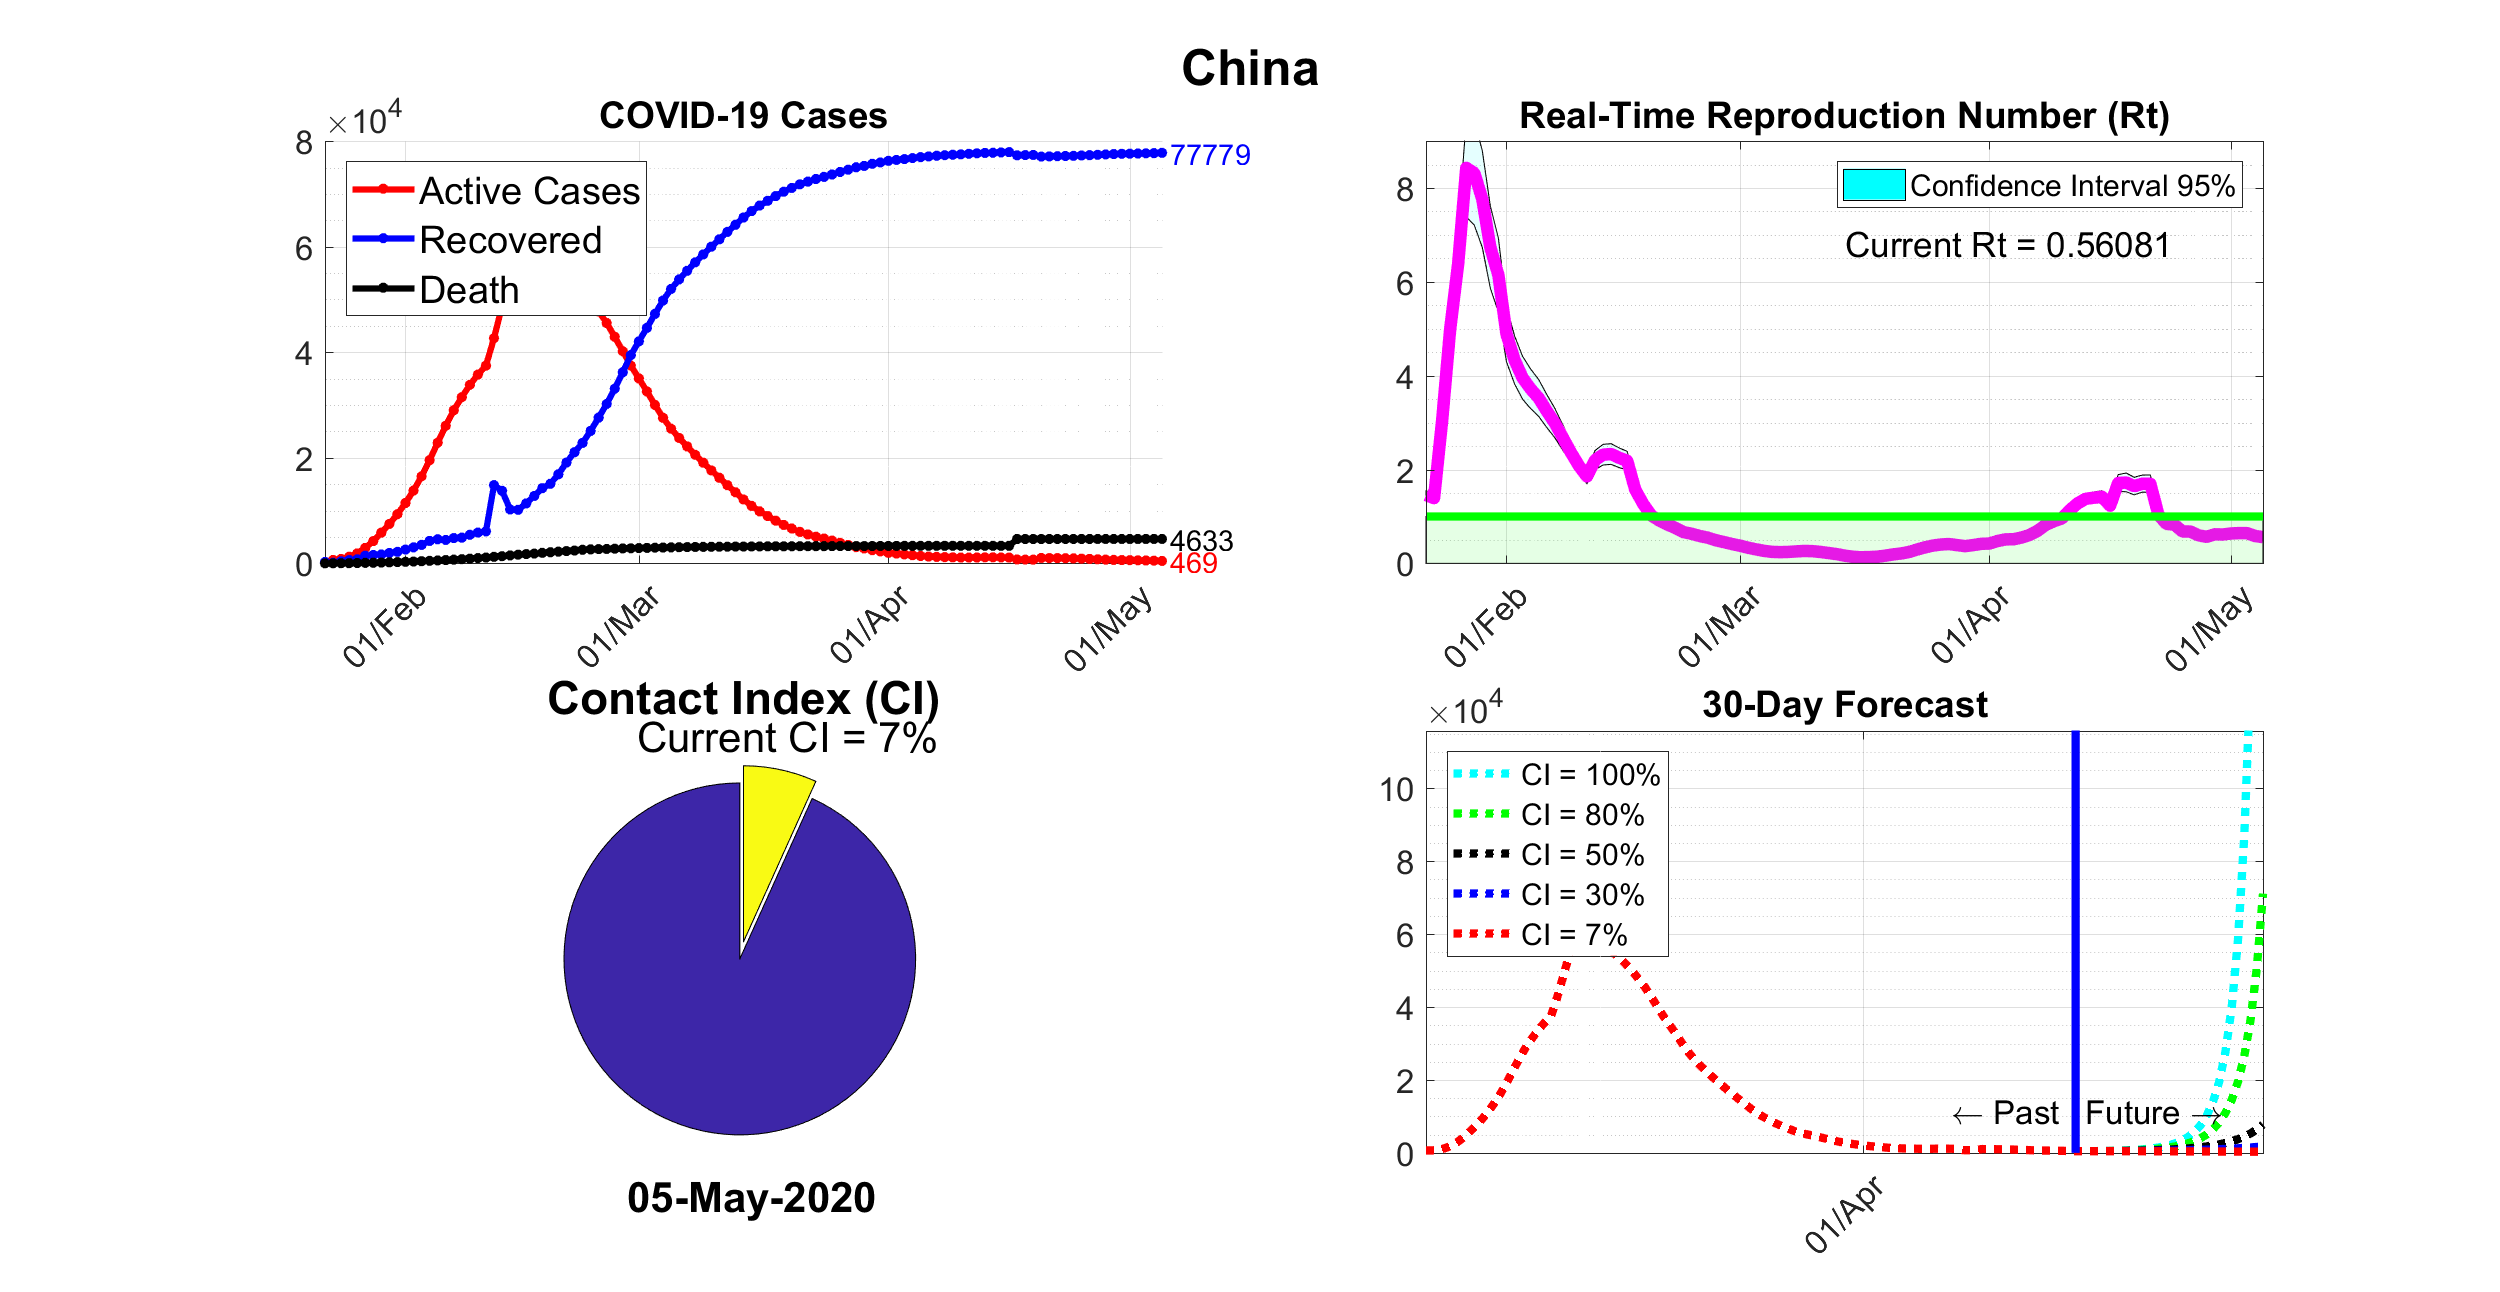 China
COVID-19 Cases
×10⁴
8
6
4
2
0
Active Cases
Recovered
Death
77779
4633
469
01/Feb
01/Mar
01/Apr
01/May
Real-Time Reproduction Number (Rt)
8
6
4
2
0
Confidence Interval 95%
Current Rt = 0.56081
01/Feb
01/Mar
01/Apr
01/May
Contact Index (CI)
Current CI = 7%
05-May-2020
30-Day Forecast
×10⁴
10
8
6
4
2
0
CI = 100%
CI = 80%
CI = 50%
CI = 30%
CI = 7%
← Past
Future →
01/Apr